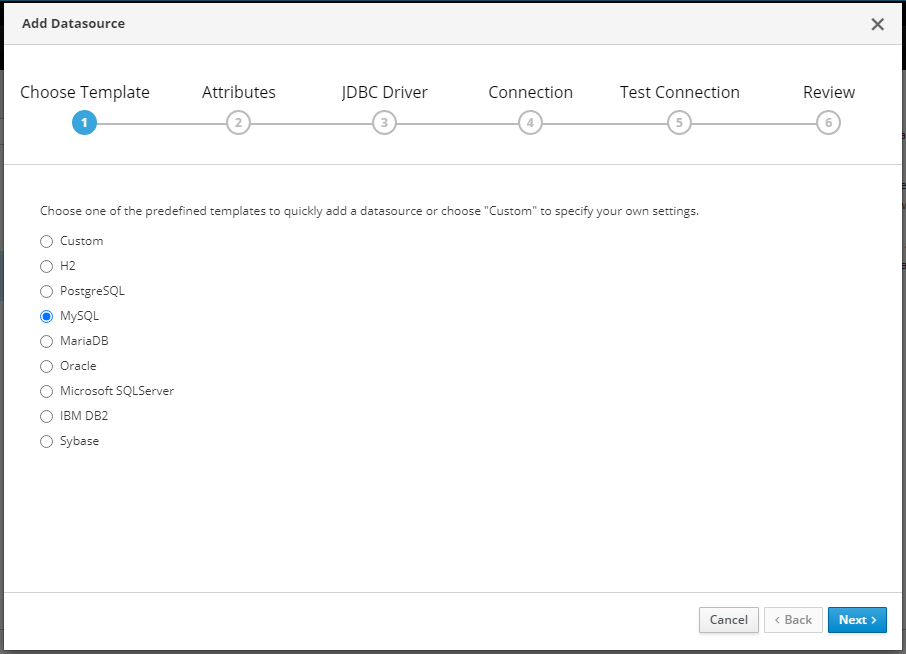 Add Datasource
Choose Template Attributes JDBC Driver Connection Test Connection Review
1 2 3 4 5 6
Choose one of the predefined templates to quickly add a datasource or choose "Custom" to specify your own settings.
Custom
H2
PostgreSQL
MySQL
MariaDB
Oracle
Microsoft SQLServer
IBM DB2
Sybase
Cancel < Back Next >